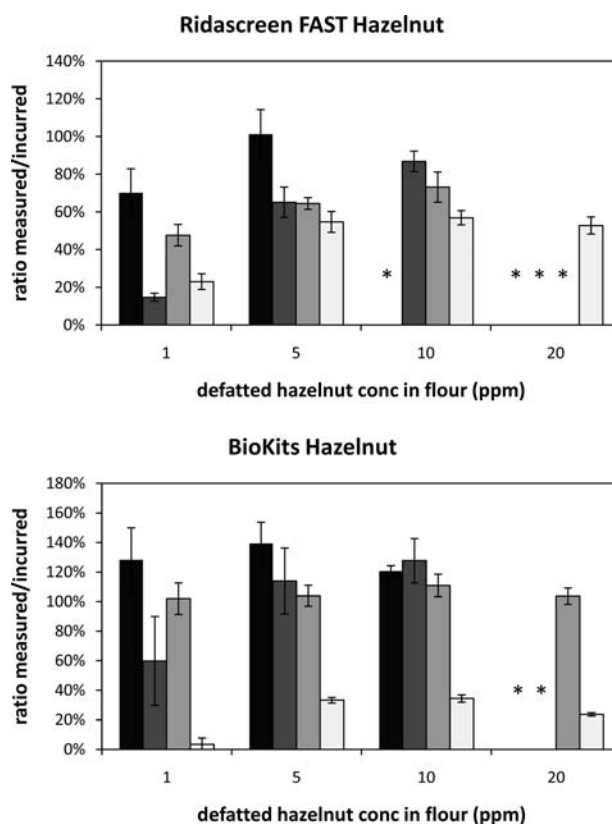 Ridascreen FAST Hazelnut
140%
120%
100%
80%
60%
40%
20%
0%
ratio measured/incurred
* * * *
1 5 10 20
defatted hazelnut conc in flour (ppm)
BioKits Hazelnut
180%
160%
140%
120%
100%
80%
60%
40%
20%
0%
ratio measured/incurred
* *
1 5 10 20
defatted hazelnut conc in flour (ppm)